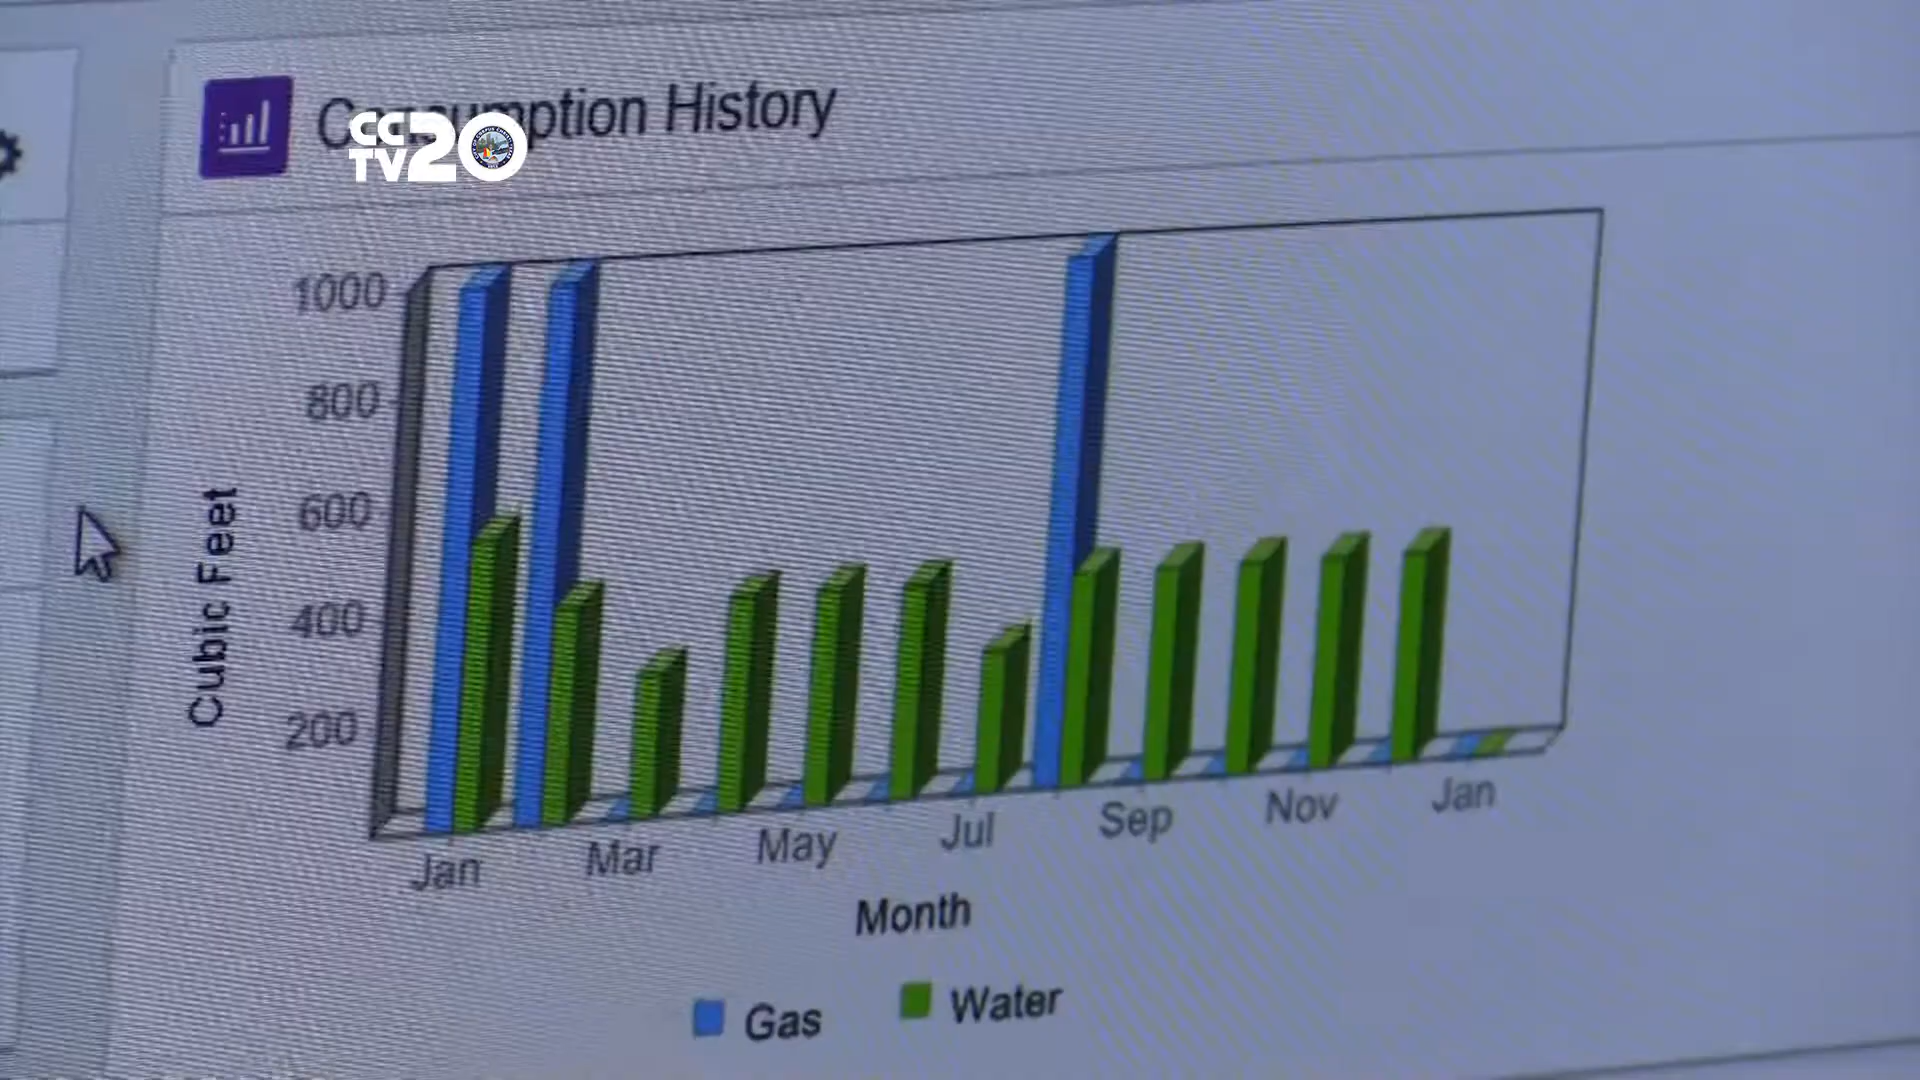 Consumption History
CC
TV20
1000
800
600
400
200
Cubic Feet
Jan Mar May Jul Sep Nov Jan
Month
Gas Water